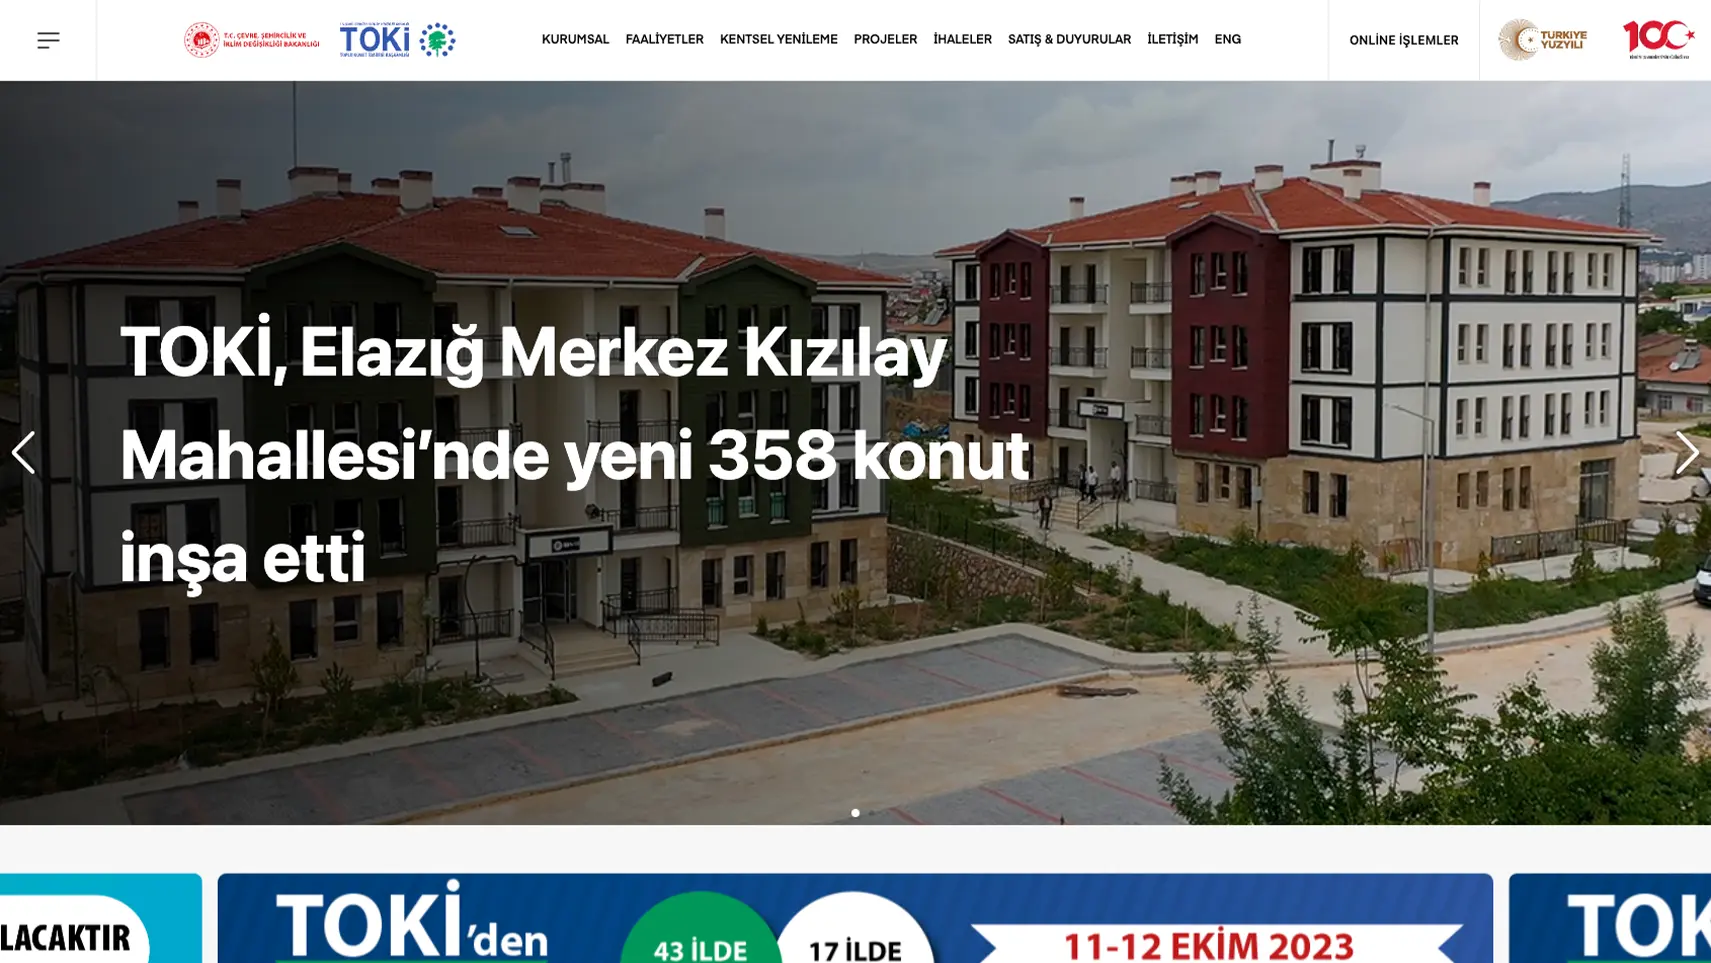 T.C. ÇEVRE, ŞEHİRCİLİK VE
İKLİM DEĞİŞİKLİĞİ BAKANLIĞI
TOKİ
KURUMSAL
FAALİYETLER
KENTSEL YENİLEME
PROJELER
İHALELER
SATIŞ & DUYURULAR
İLETİŞİM
ENG
ONLİNE İŞLEMLER
TÜRKİYE
YÜZYILI
100
TOKİ, Elazığ Merkez Kızılay
Mahallesi’nde yeni 358 konut
inşa etti
LACAKTIR
TOKİ’den
43 İLDE
17 İLDE
11-12 EKİM 2023
TOK